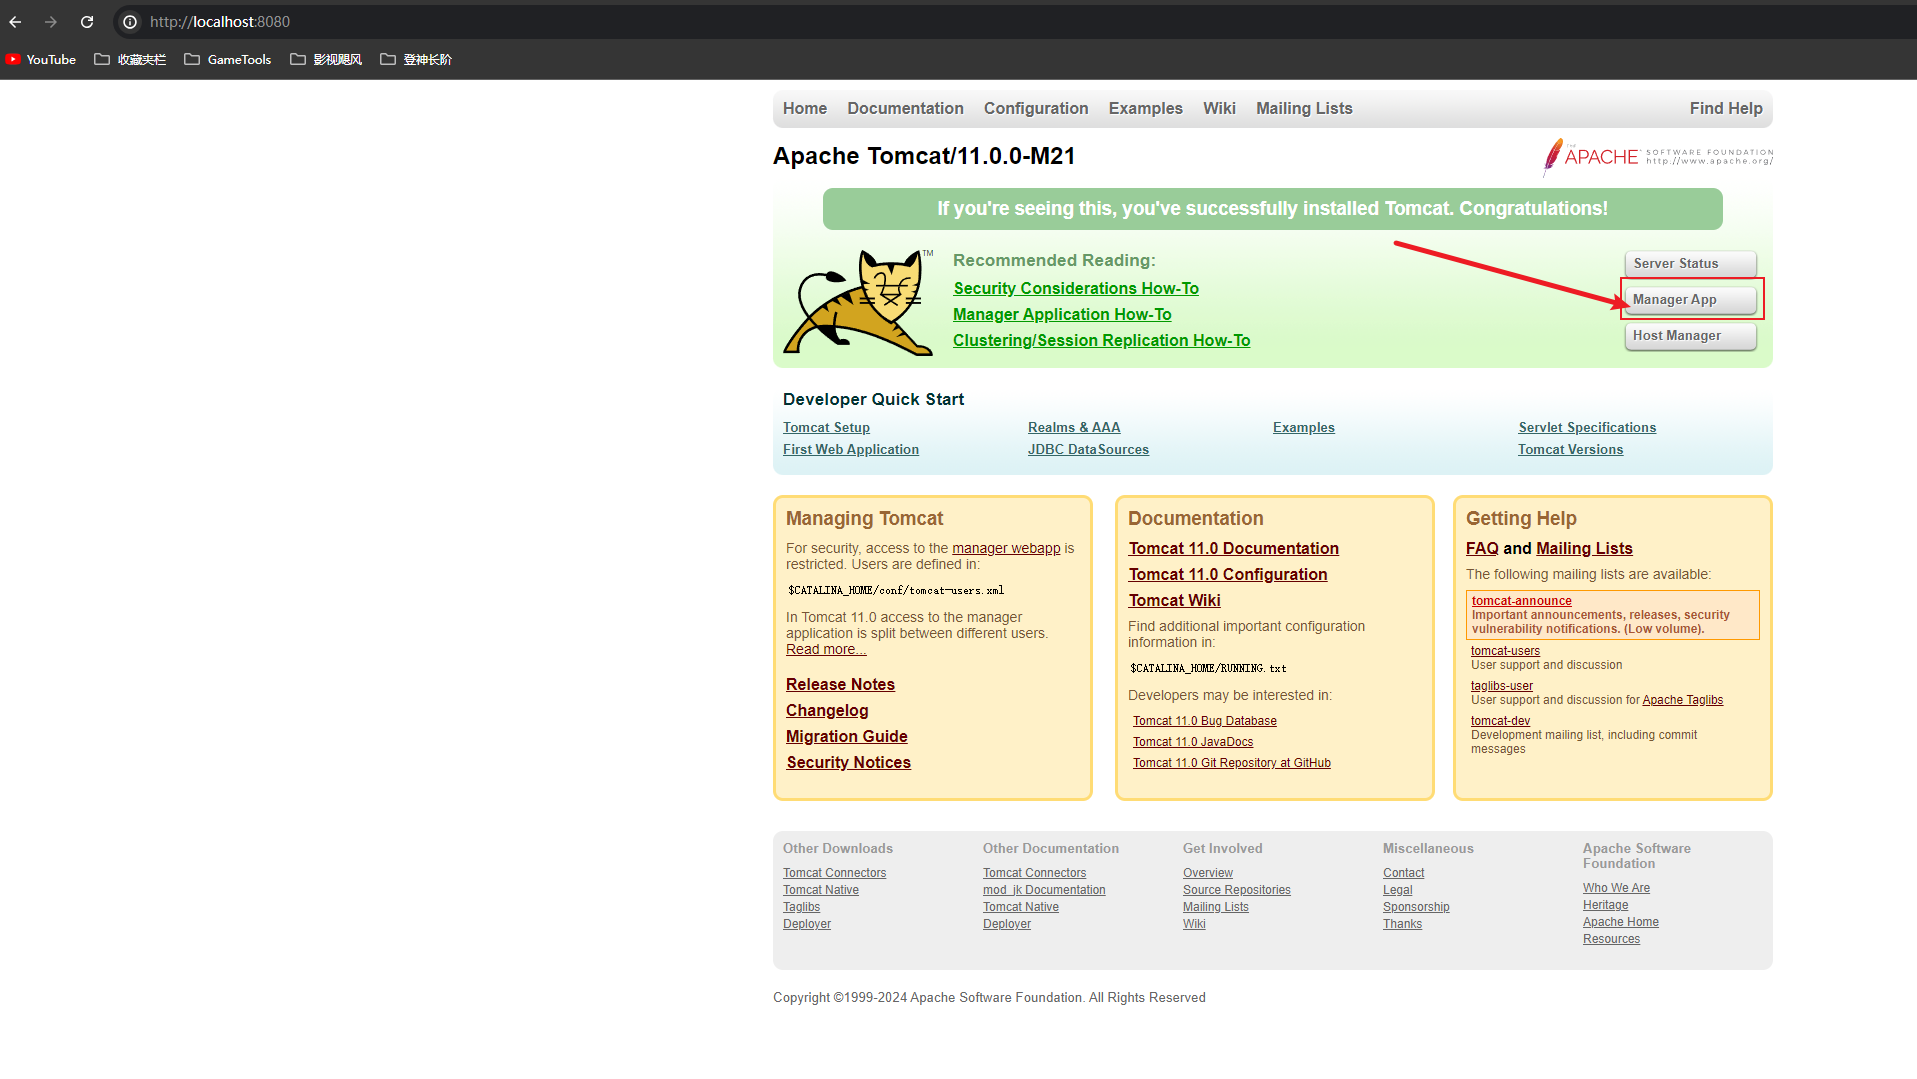 http://localhost:8080
YouTube 收藏夹栏 GameTools 影视飓风 登神长阶
Home Documentation Configuration Examples Wiki Mailing Lists Find Help
Apache Tomcat/11.0.0-M21
THE APACHE SOFTWARE FOUNDATION
http://www.apache.org/
If you're seeing this, you've successfully installed Tomcat. Congratulations!
TM
Recommended Reading:
Security Considerations How-To
Manager Application How-To
Clustering/Session Replication How-To
Server Status
Manager App
Host Manager
Developer Quick Start
Tomcat Setup
First Web Application
Realms & AAA
JDBC DataSources
Examples
Servlet Specifications
Tomcat Versions
Managing Tomcat
For security, access to the manager webapp is
restricted. Users are defined in:
$CATALINA_HOME/conf/tomcat-users.xml
In Tomcat 11.0 access to the manager
application is split between different users.
Read more...
Release Notes
Changelog
Migration Guide
Security Notices
Documentation
Tomcat 11.0 Documentation
Tomcat 11.0 Configuration
Tomcat Wiki
Find additional important configuration
information in:
$CATALINA_HOME/RUNNING.txt
Developers may be interested in:
Tomcat 11.0 Bug Database
Tomcat 11.0 JavaDocs
Tomcat 11.0 Git Repository at GitHub
Getting Help
FAQ and Mailing Lists
The following mailing lists are available:
tomcat-announce
Important announcements, releases, security
vulnerability notifications. (Low volume).
tomcat-users
User support and discussion
taglibs-user
User support and discussion for Apache Taglibs
tomcat-dev
Development mailing list, including commit
messages
Other Downloads
Tomcat Connectors
Tomcat Native
Taglibs
Deployer
Other Documentation
Tomcat Connectors
mod_jk Documentation
Tomcat Native
Deployer
Get Involved
Overview
Source Repositories
Mailing Lists
Wiki
Miscellaneous
Contact
Legal
Sponsorship
Thanks
Apache Software
Foundation
Who We Are
Heritage
Apache Home
Resources
Copyright ©1999-2024 Apache Software Foundation. All Rights Reserved